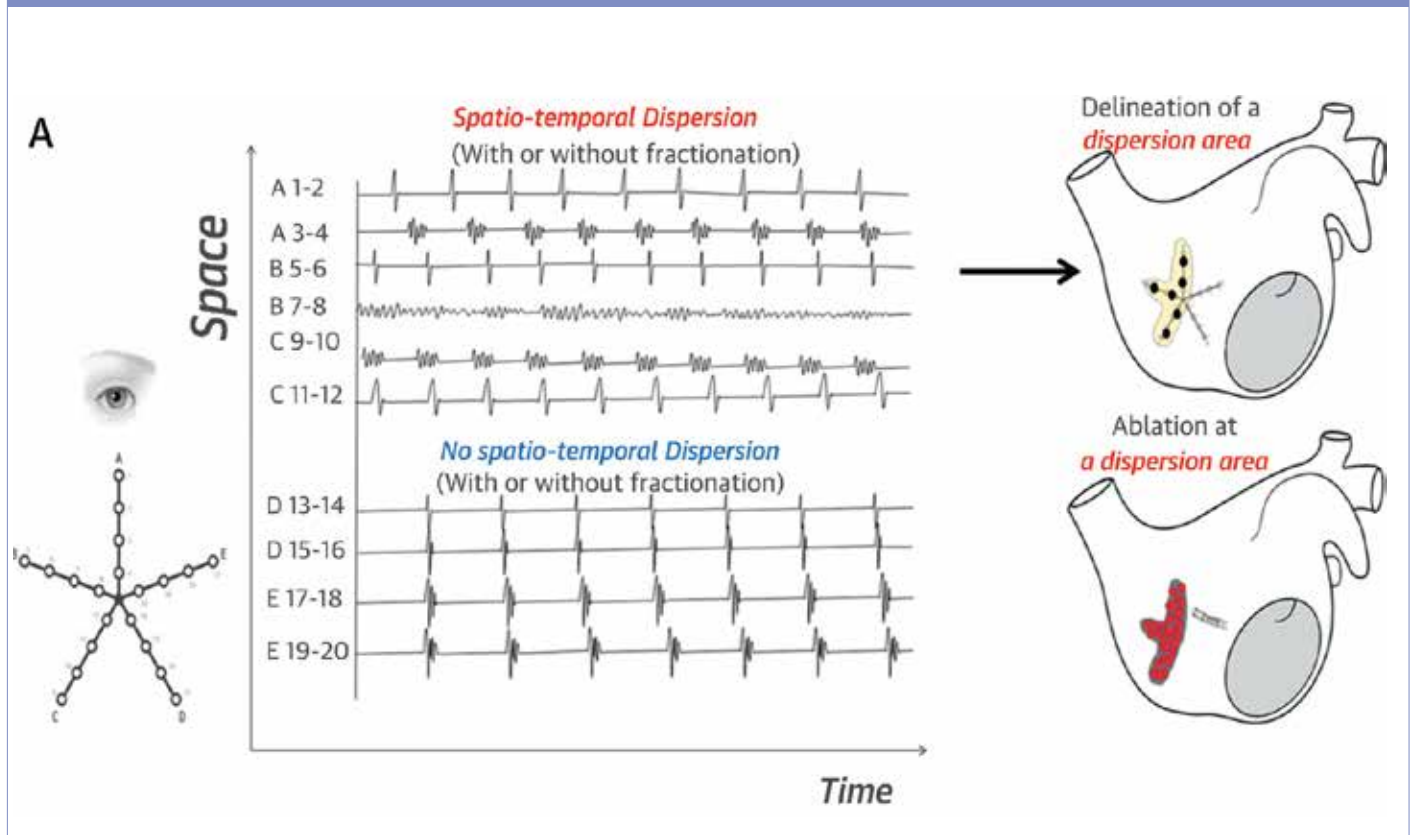 A
Spatio-temporal Dispersion
(With or without fractionation)
Space
A 1-2
A 3-4
B 5-6
B 7-8
C 9-10
C 11-12
No spatio-temporal Dispersion
(With or without fractionation)
D 13-14
D 15-16
E 17-18
E 19-20
Time
A
E
C
D
Delineation of a
dispersion area
Ablation at
a dispersion area